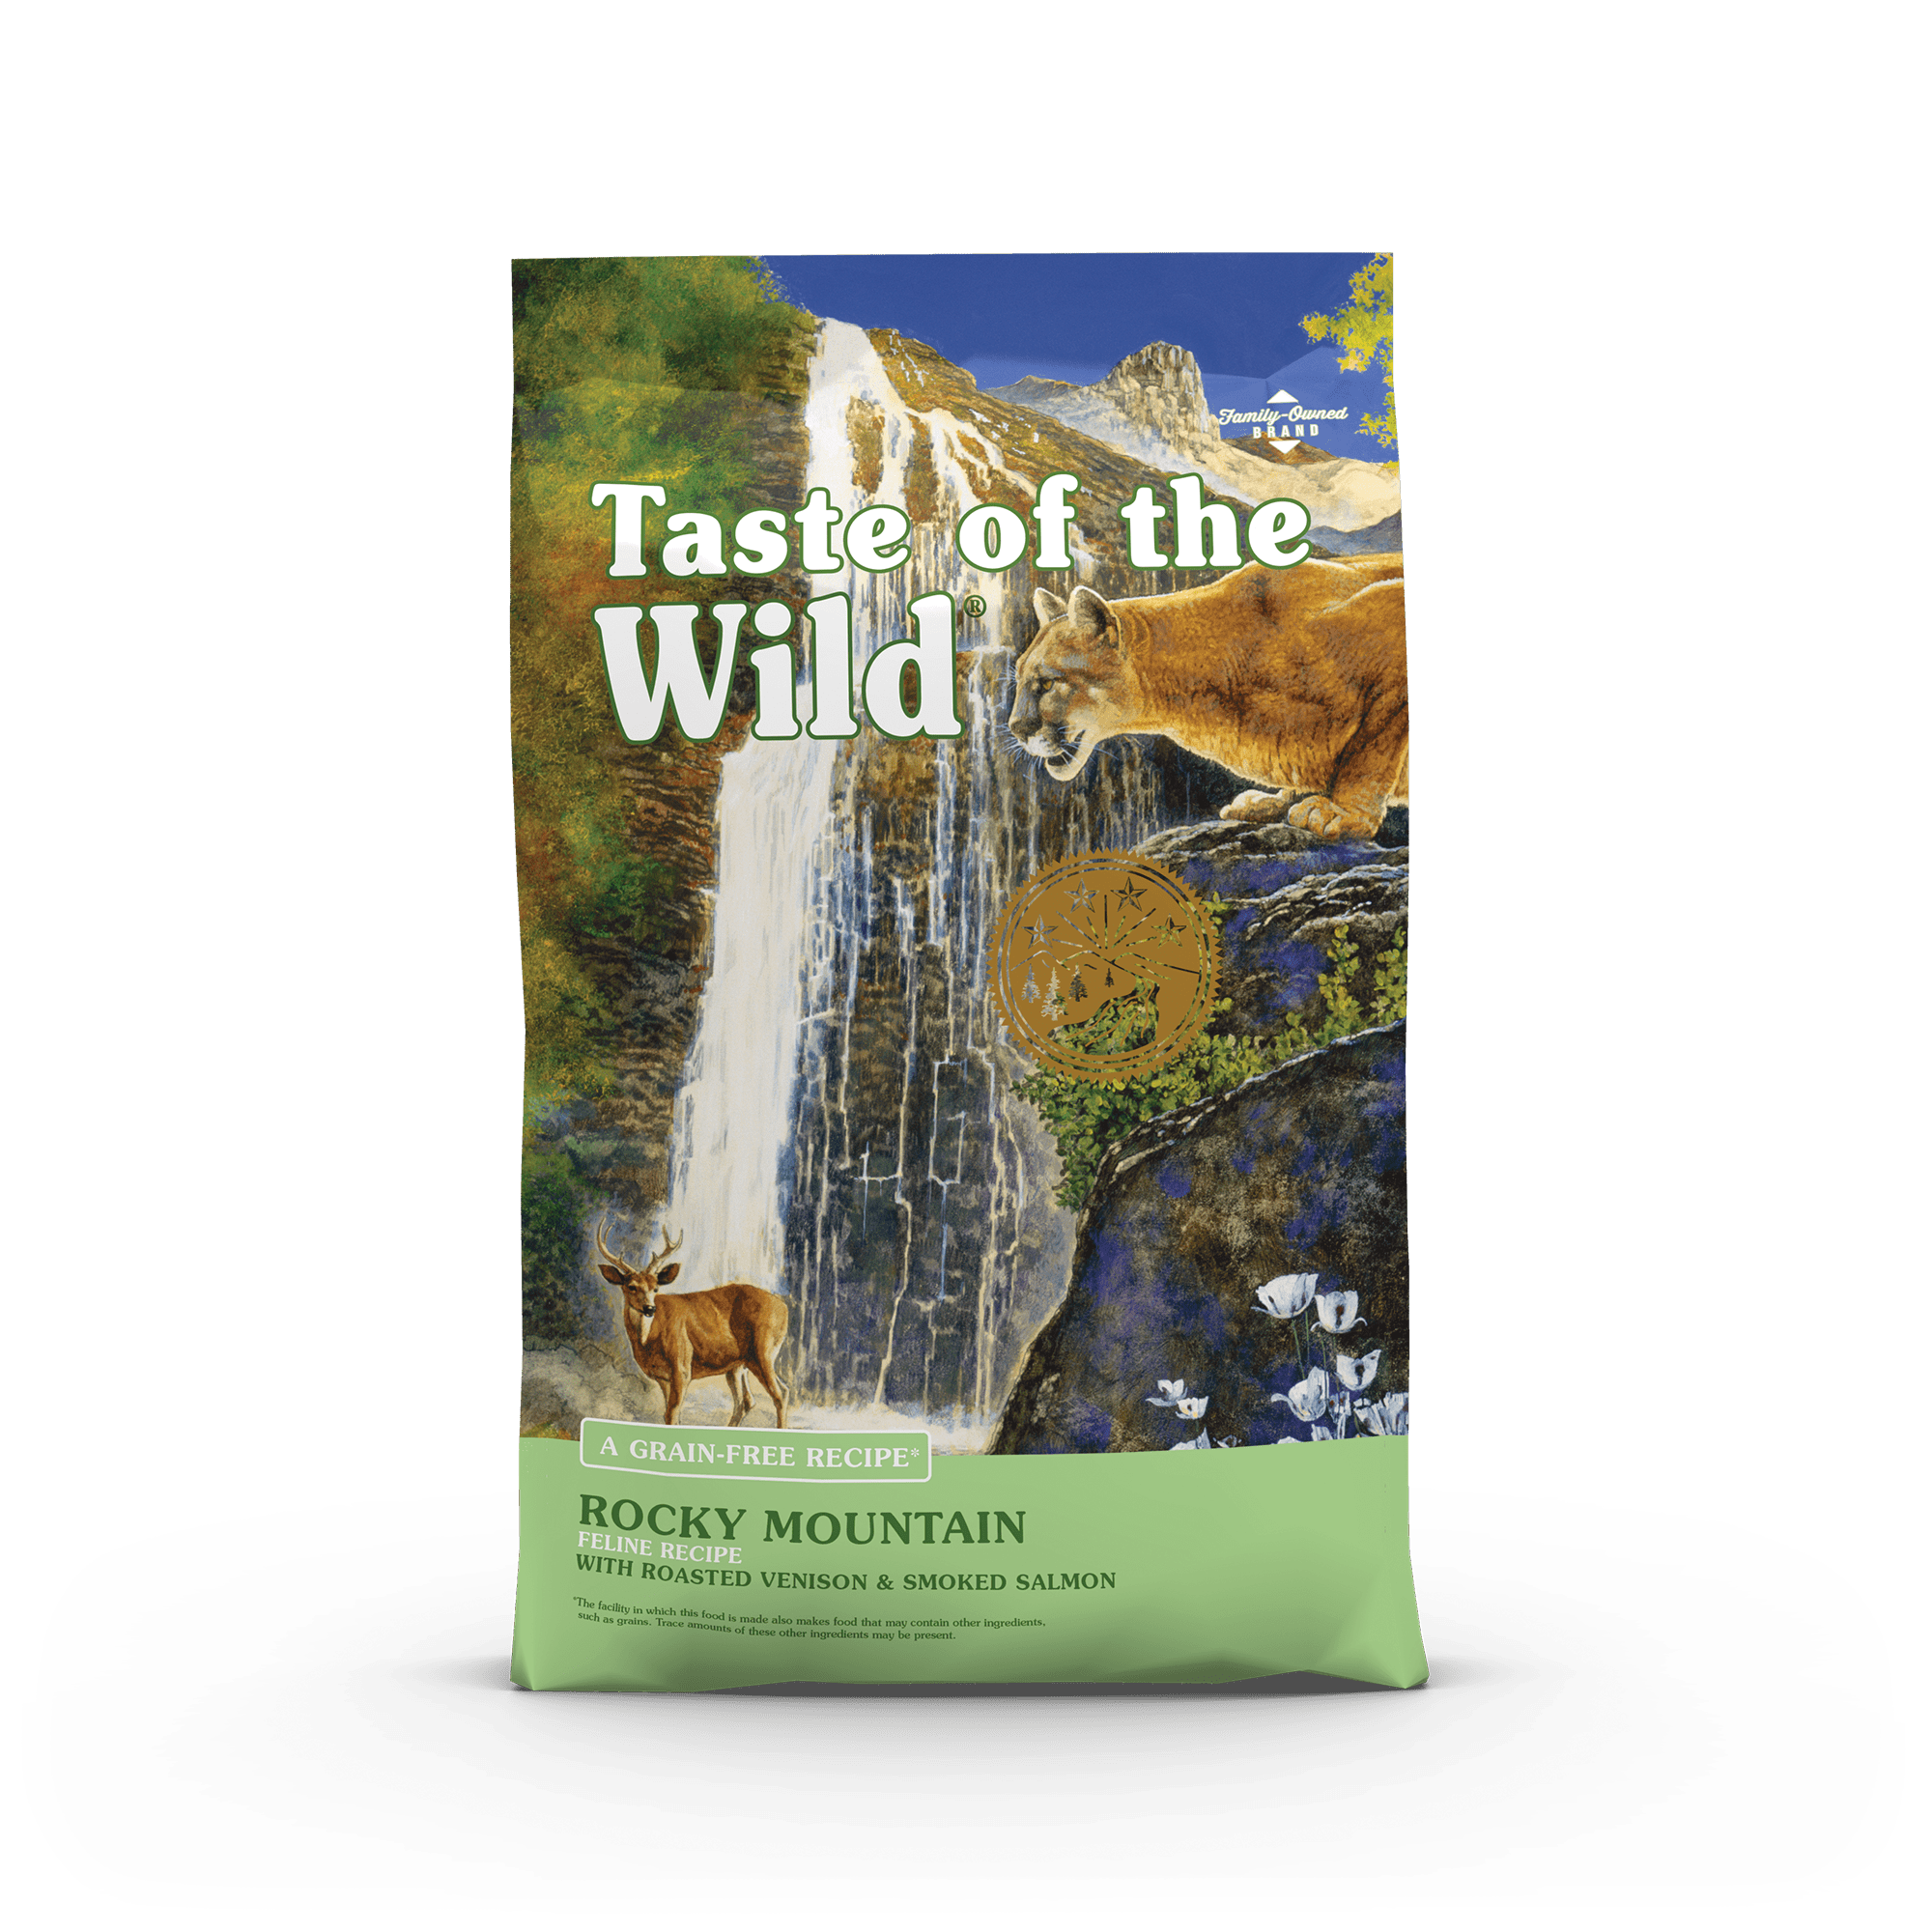 Family-Owned
BRAND
Taste of the
Wild®
A GRAIN-FREE RECIPE*
ROCKY MOUNTAIN
FELINE RECIPE
WITH ROASTED VENISON & SMOKED SALMON
*The facility in which this food is made also makes food that may contain other ingredients,
such as grains. Trace amounts of these other ingredients may be present.